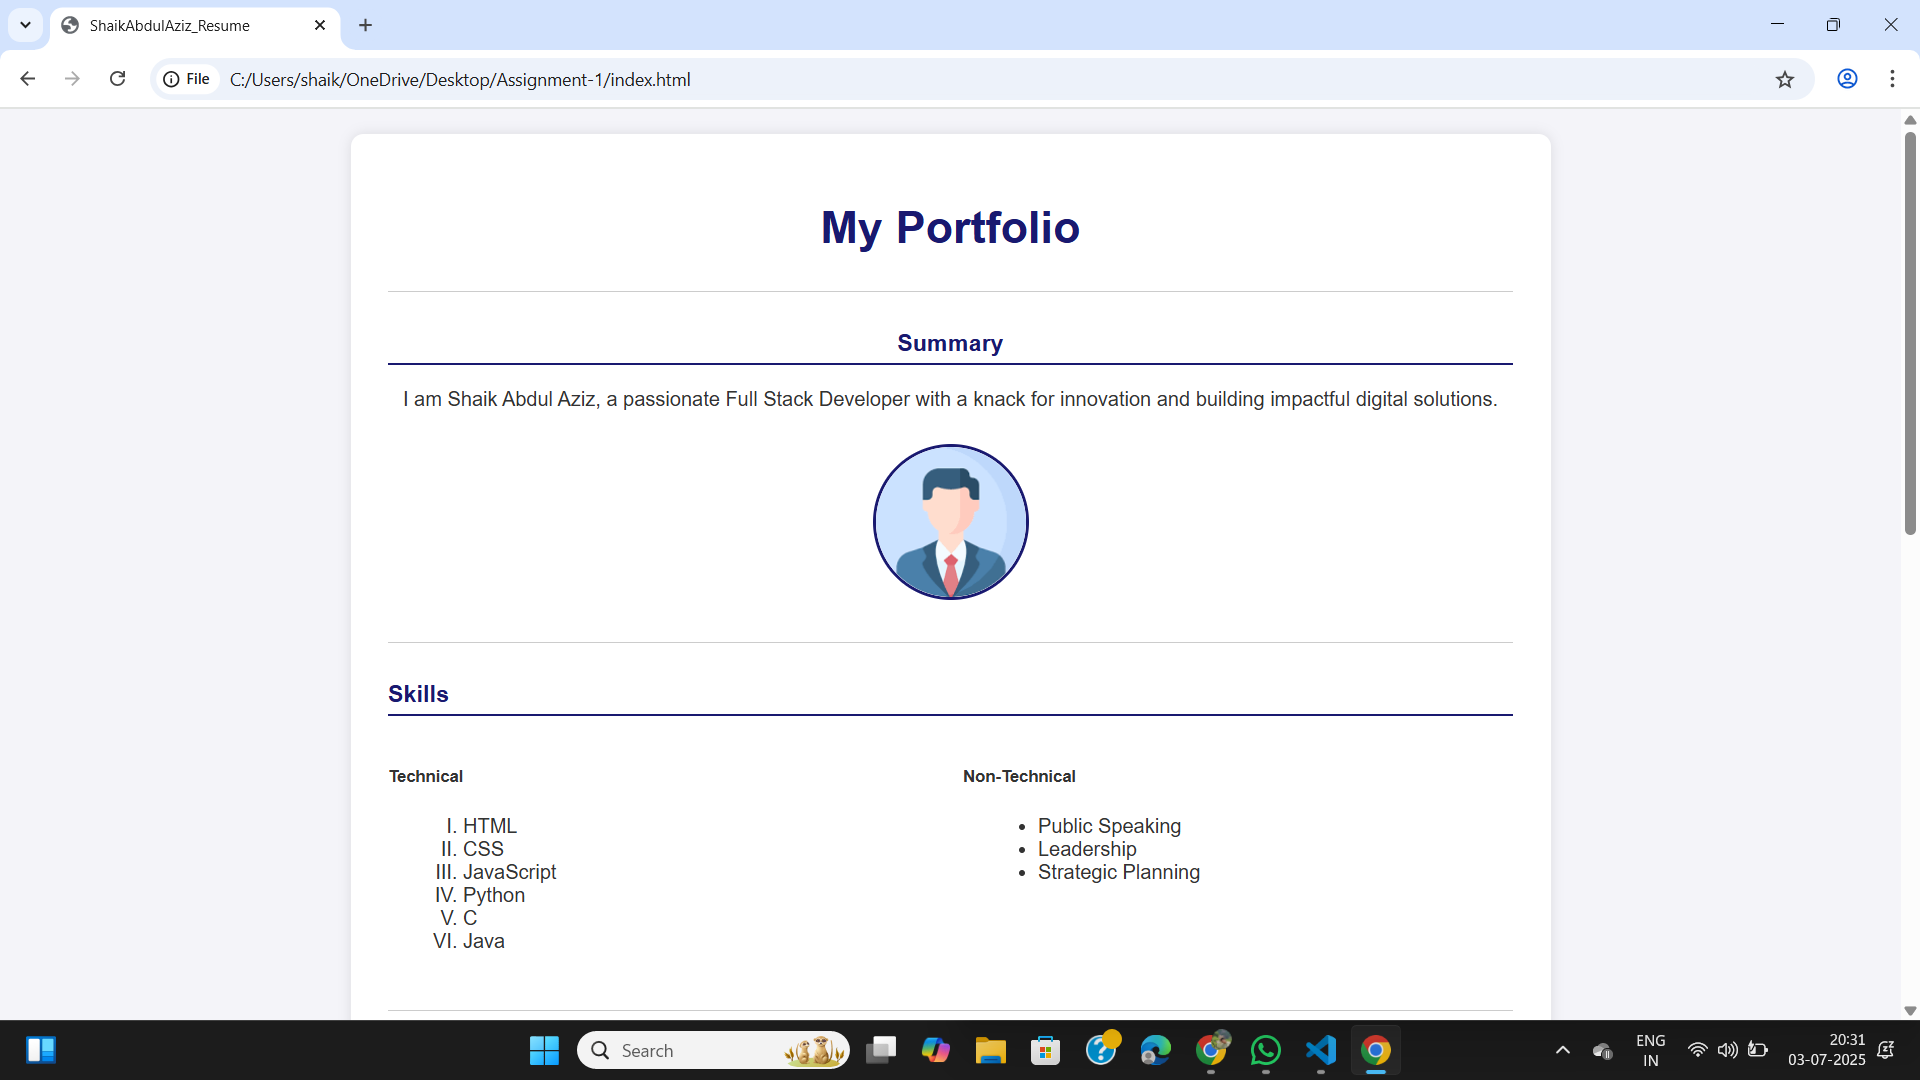 ShaikAbdulAziz_Resume
File C:/Users/shaik/OneDrive/Desktop/Assignment-1/index.html
My Portfolio
Summary
I am Shaik Abdul Aziz, a passionate Full Stack Developer with a knack for innovation and building impactful digital solutions.
Skills
Technical
I. HTML
II. CSS
III. JavaScript
IV. Python
V. C
VI. Java
Non-Technical
• Public Speaking
• Leadership
• Strategic Planning
Search
ENG
IN
20:31
03-07-2025